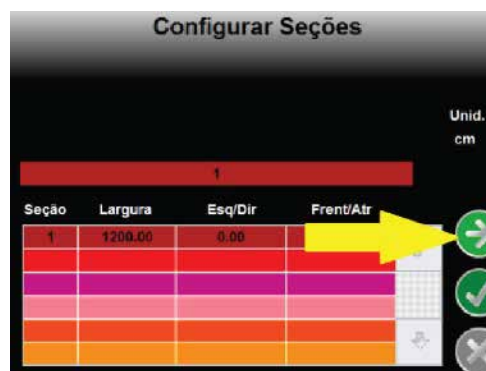 Configurar Seções
Unid.
cm
1
Seção Largura Esq/Dir Frent/Atr
1 1200.00 0.00